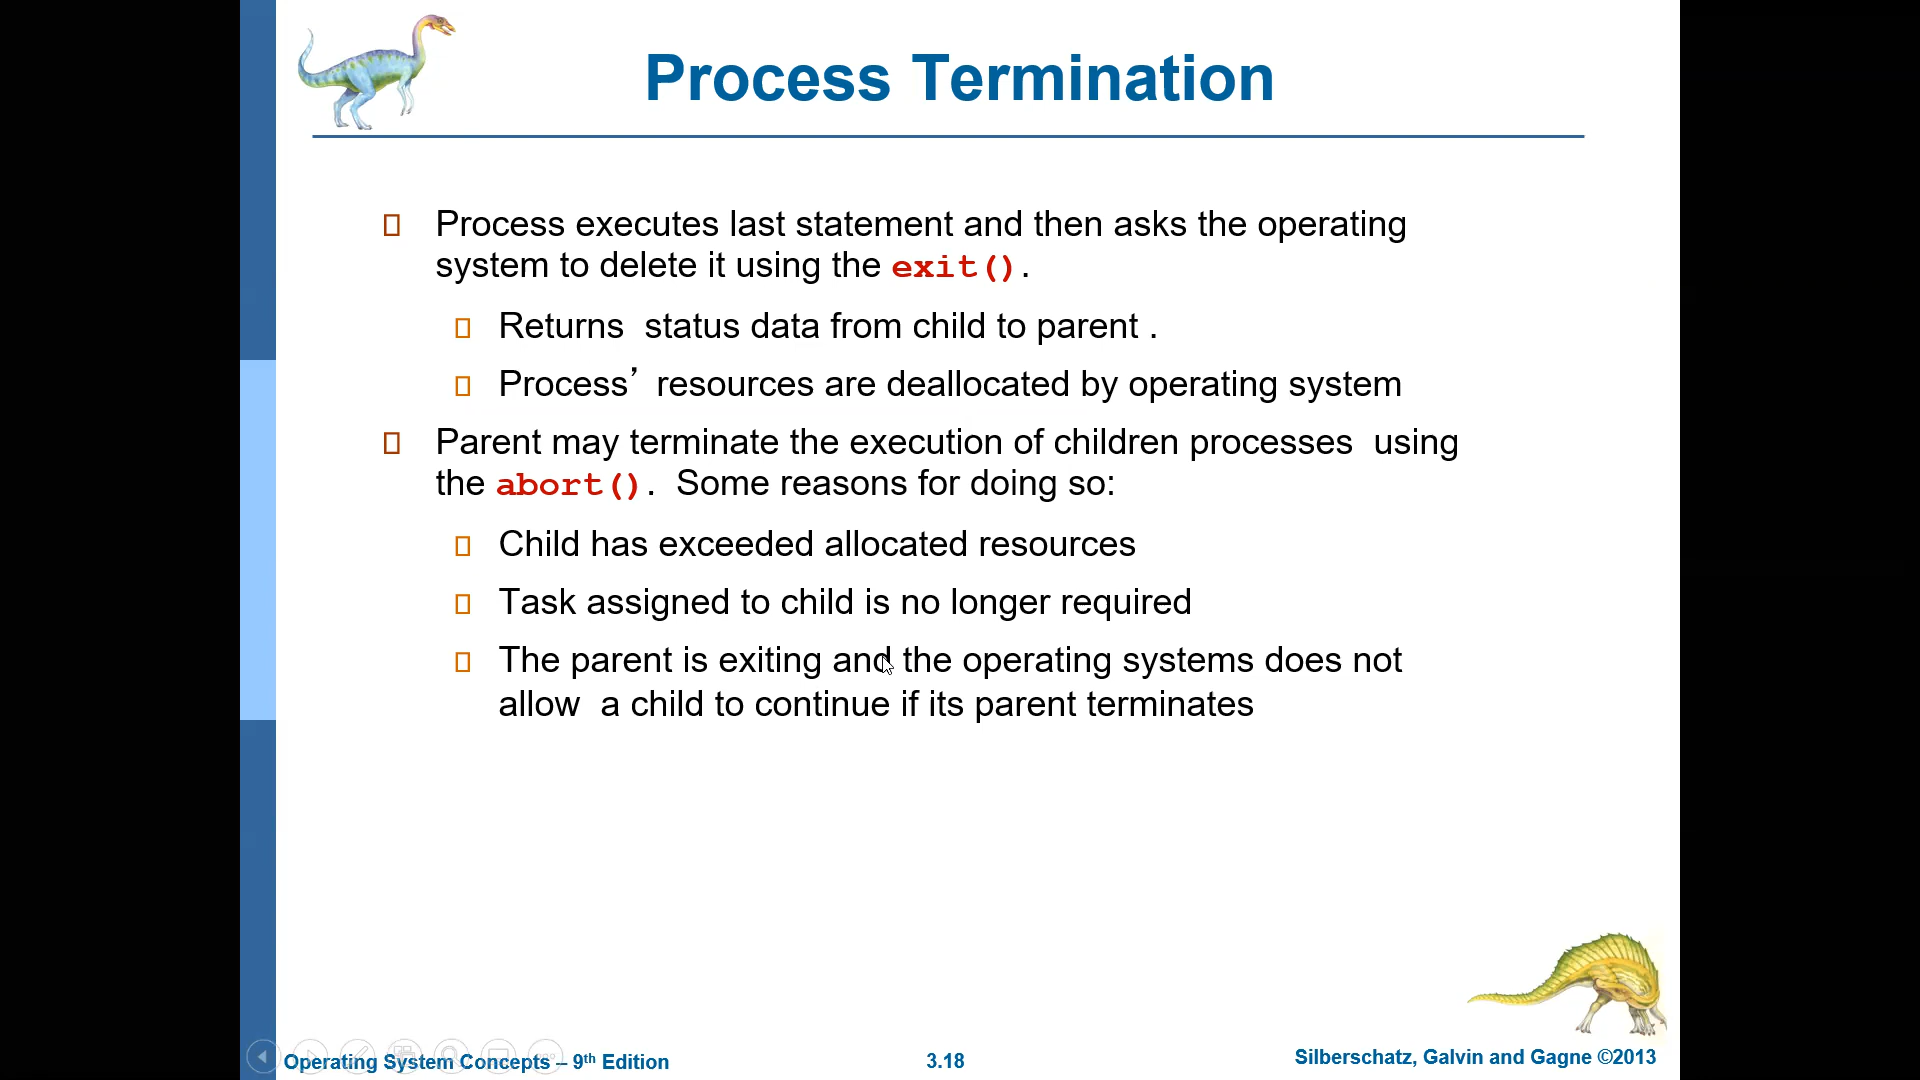 Process Termination
Process executes last statement and then asks the operating
system to delete it using the exit().
Returns  status data from child to parent .
Process’ resources are deallocated by operating system
Parent may terminate the execution of children processes  using
the abort().  Some reasons for doing so:
Child has exceeded allocated resources
Task assigned to child is no longer required
The parent is exiting and the operating systems does not
allow  a child to continue if its parent terminates
Operating System Concepts – 9th Edition
3.18
Silberschatz, Galvin and Gagne ©2013